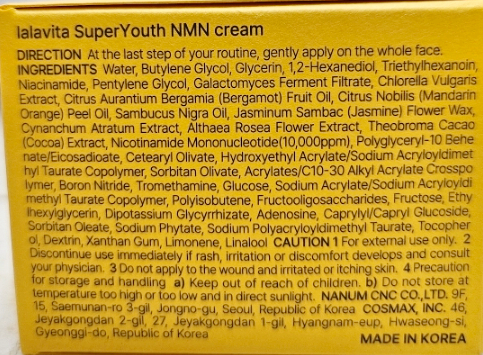 lalavita SuperYouth NMN cream
DIRECTION At the last step of your routine, gently apply on the whole face.
INGREDIENTS Water, Butylene Glycol, Glycerin, 1,2-Hexanediol, Triethylhexanoin,
Niacinamide, Pentylene Glycol, Galactomyces Ferment Filtrate, Chlorella Vulgaris
Extract, Citrus Aurantium Bergamia (Bergamot) Fruit Oil, Citrus Nobilis (Mandarin
Orange) Peel Oil, Sambucus Nigra Oil, Jasminum Sambac (Jasmine) Flower Wax,
Cynanchum Atratum Extract, Althaea Rosea Flower Extract, Theobroma Cacao
(Cocoa) Extract, Nicotinamide Mononucleotide(10,000ppm), Polyglyceryl-10 Behe
nate/Eicosadioate, Cetearyl Olivate, Hydroxyethyl Acrylate/Sodium Acryloyldimet
hyl Taurate Copolymer, Sorbitan Olivate, Acrylates/C10-30 Alkyl Acrylate Crosspo
lymer, Boron Nitride, Tromethamine, Glucose, Sodium Acrylate/Sodium Acryloyldi
methyl Taurate Copolymer, Polyisobutene, Fructooligosaccharides, Fructose, Ethy
lhexylglycerin, Dipotassium Glycyrrhizate, Adenosine, Caprylyl/Capryl Glucoside,
Sorbitan Oleate, Sodium Phytate, Sodium Polyacryloyldimethyl Taurate, Tocopher
ol, Dextrin, Xanthan Gum, Limonene, Linalool CAUTION 1 For external use only. 2
Discontinue use immediately if rash, irritation or discomfort develops and consult
your physician. 3 Do not apply to the wound and irritated or itching skin. 4 Precaution
for storage and handling a) Keep out of reach of children. b) Do not store at
temperature too high or too low and in direct sunlight. NANUM CNC CO.,LTD. 9F,
15, Saemunan-ro 3-gil, Jongno-gu, Seoul, Republic of Korea COSMAX, INC. 46,
Jeyakgongdan 2-gil, 27, Jeyakgongdan 1-gil, Hyangnam-eup, Hwaseong-si,
Gyeonggi-do, Republic of Korea
MADE IN KOREA